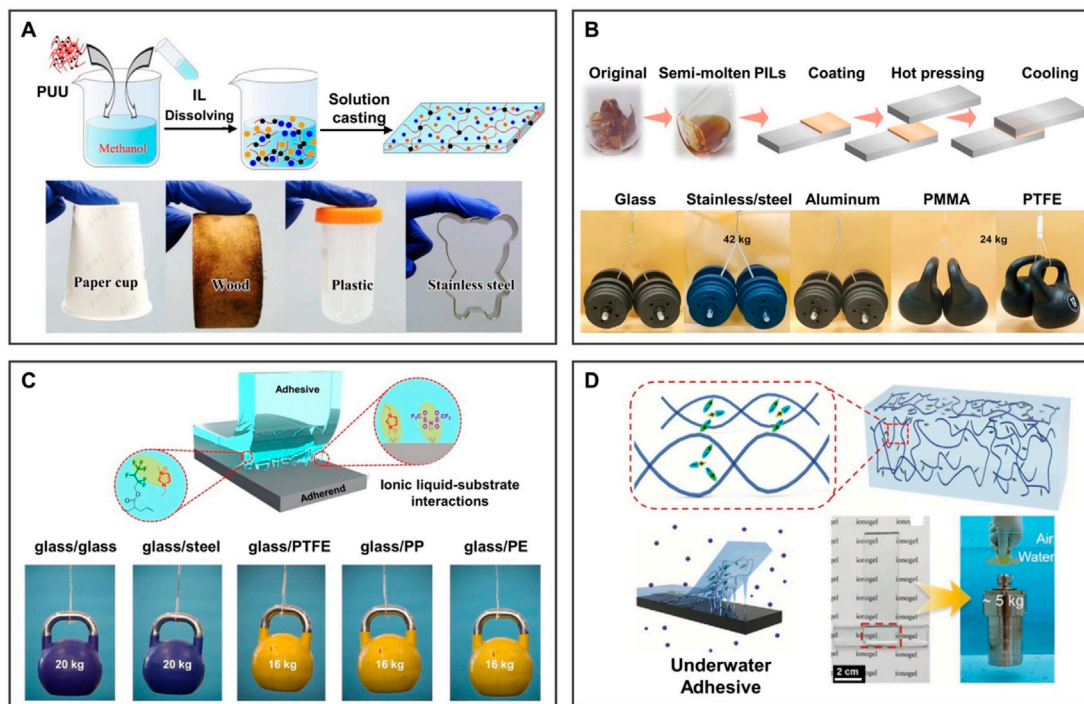 A
PUU
IL
Dissolving
Methanol
Solution
casting
Paper cup
Wood
Plastic
Stainless steel
B
Original
Semi-molten PILs
Coating
Hot pressing
Cooling
Glass
Stainless/steel
Aluminum
PMMA
PTFE
42 kg
24 kg
C
Adhesive
Adherend
Ionic liquid-substrate
interactions
glass/glass
glass/steel
glass/PTFE
glass/PP
glass/PE
20 kg
20 kg
16 kg
16 kg
16 kg
D
Underwater
Adhesive
ionogel
ionogel
2 cm
Air
Water
~ 5 kg